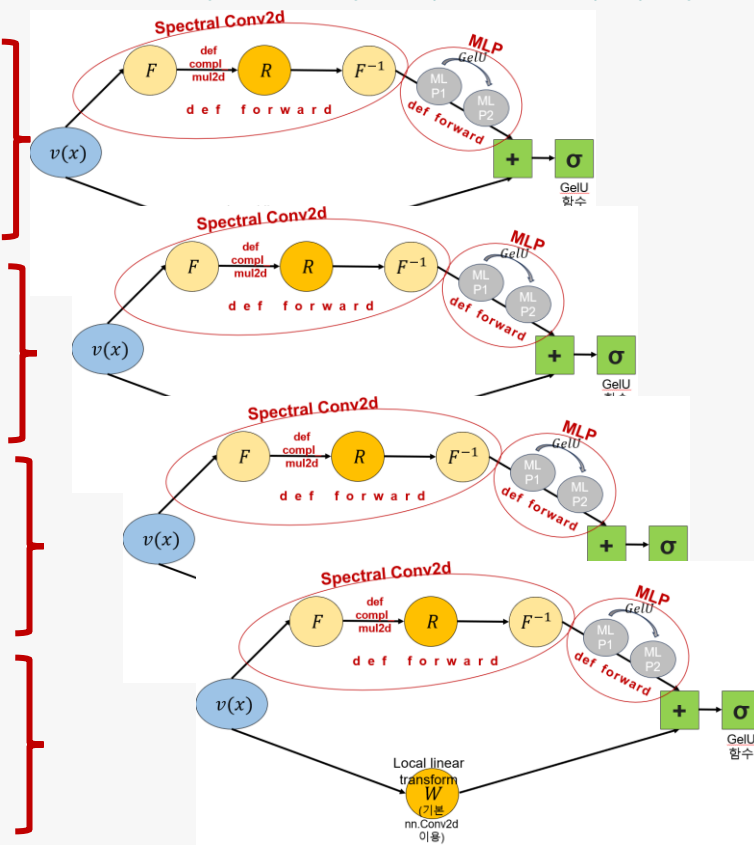 Spectral Conv2d
MLP
GelU
def
compl
mul2d
F
R
F⁻¹
ML
P1
ML
P2
def forward
def forward
v(x)
+
σ
GelU
함수
Spectral Conv2d
MLP
GelU
def
compl
mul2d
F
R
F⁻¹
ML
P1
ML
P2
def forward
def forward
v(x)
+
σ
GelU
Spectral Conv2d
MLP
GelU
def
compl
mul2d
F
R
F⁻¹
ML
P1
ML
P2
def forward
def forward
v(x)
+
σ
Spectral Conv2d
MLP
GelU
def
compl
mul2d
F
R
F⁻¹
ML
P1
ML
P2
def forward
def forward
v(x)
+
σ
GelU
함수
Local linear
transform
W
(기본
nn.Conv2d
이용)